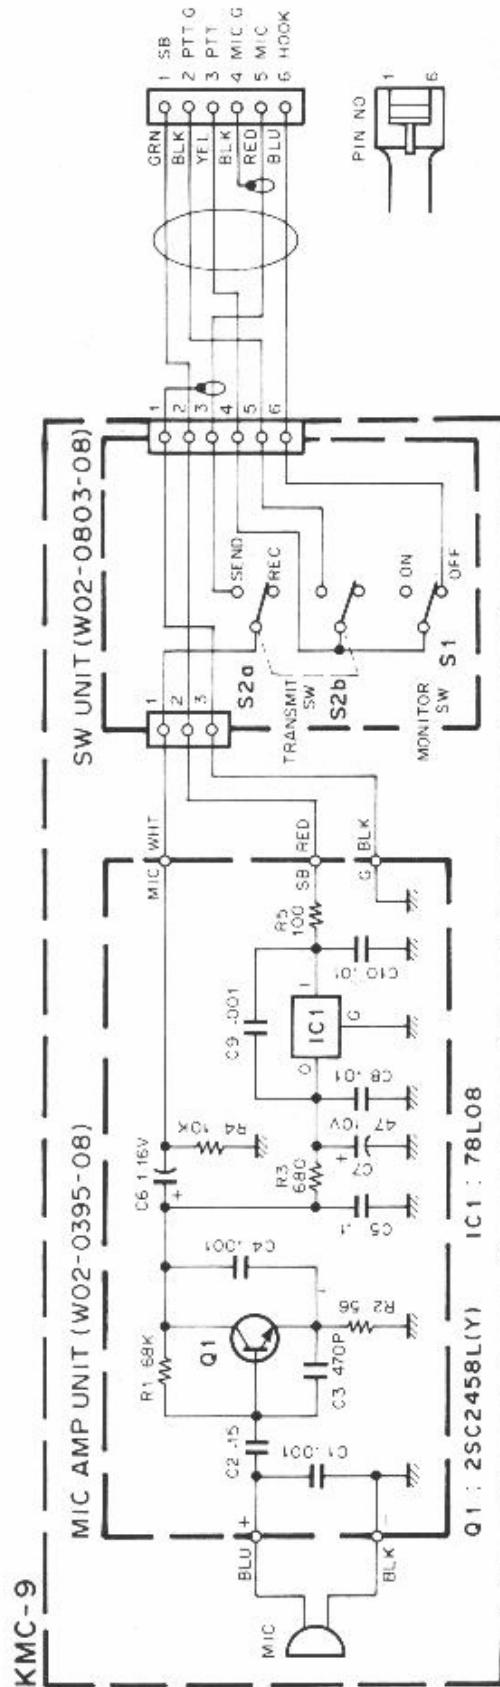 KMC-9
MIC AMP UNIT (W02-0395-08)
SW UNIT (W02-0803-08)
MIC
BLU
+
BLK
-
C2 .15
C1 .001
R1 68K
Q1
C3 470P
C4 .001
R2 56
C6 .1 16V
+
R4 10K
R3
680
C5 .1
C7
47 10V
+
C8 .01
C9 .001
O
IC1
I
G
C10 .01
R5
100
MIC
WHT
SB
RED
G
BLK
Q1 : 2SC2458L(Y)
IC1 : 78L08
1
2
3
S2a
SEND
REC
TRANSMIT
SW
S2b
MONITOR
SW
S1
ON
OFF
1
2
3
4
5
6
GRN
BLK
YEL
BLK
RED
BLU
1 SB
2 PTT G
3 PTT
4 MIC G
5 MIC
6 HOOK
PIN NO
1
6